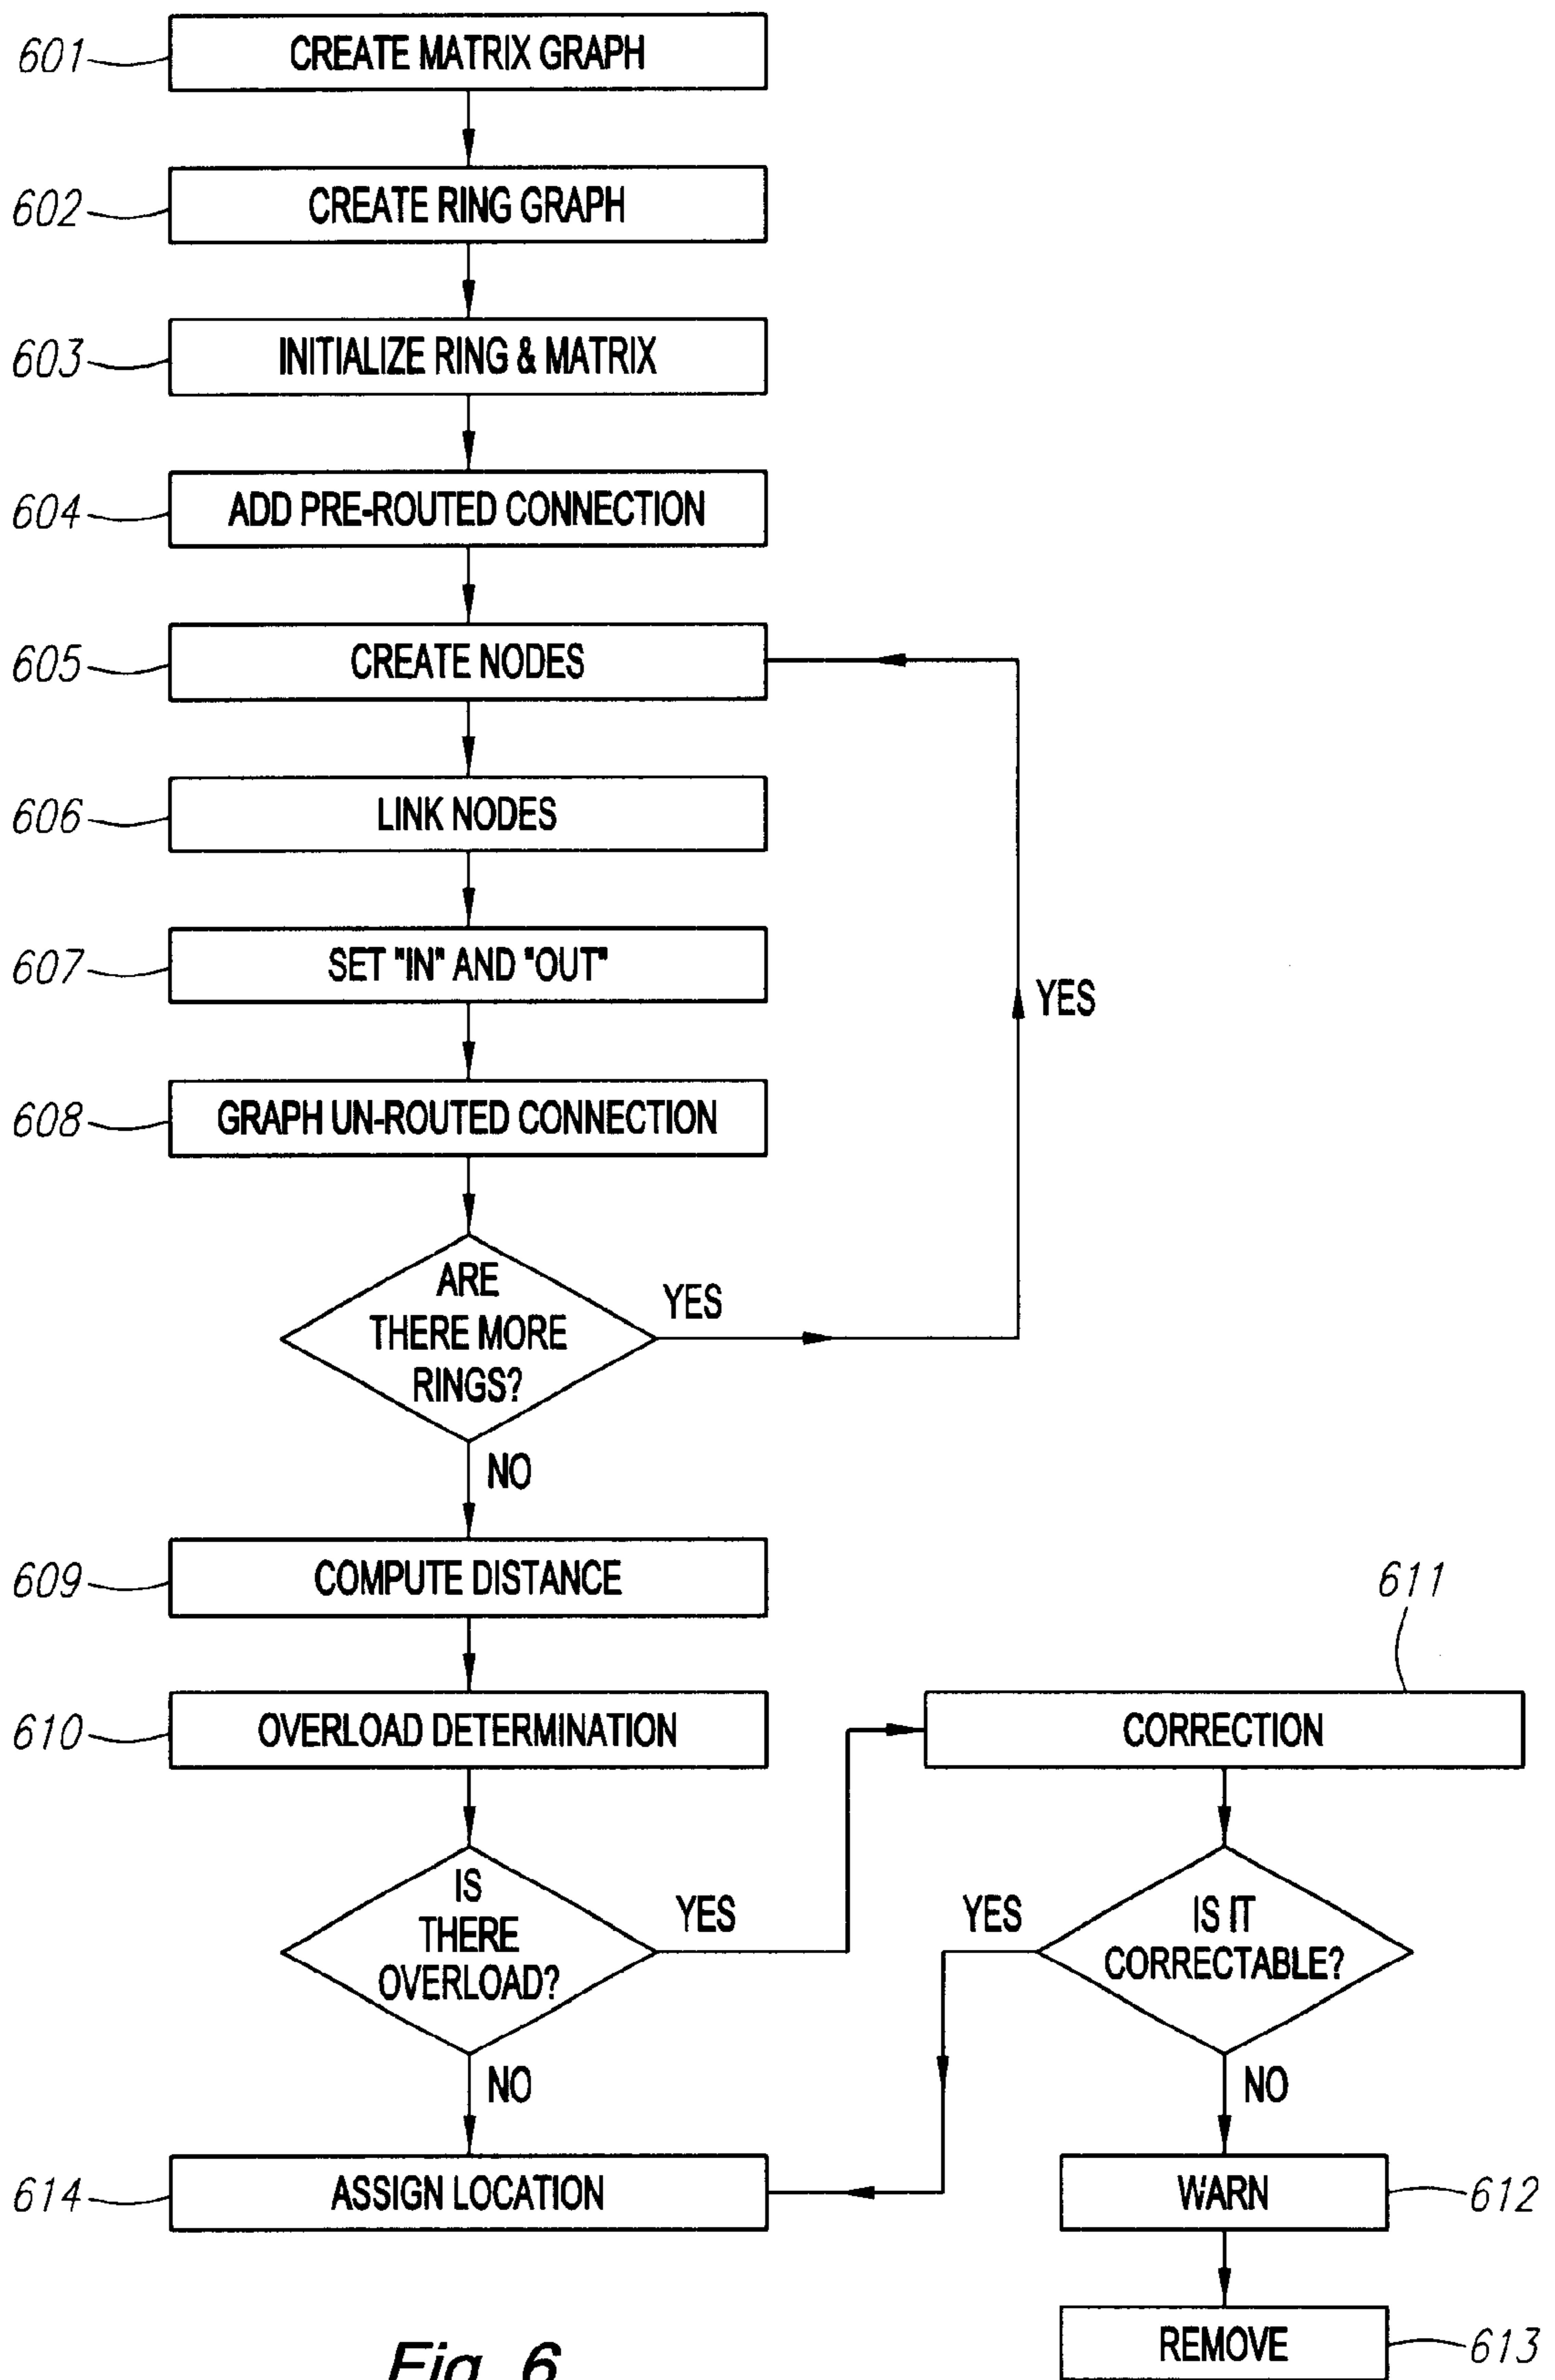 601
CREATE MATRIX GRAPH
602
CREATE RING GRAPH
603
INITIALIZE RING & MATRIX
604
ADD PRE-ROUTED CONNECTION
605
CREATE NODES
606
LINK NODES
607
SET "IN" AND "OUT"
YES
608
GRAPH UN-ROUTED CONNECTION
ARE
THERE MORE
RINGS?
YES
NO
609
COMPUTE DISTANCE
611
610
OVERLOAD DETERMINATION
CORRECTION
IS
THERE
OVERLOAD?
YES
YES
IS IT
CORRECTABLE?
NO
NO
614
ASSIGN LOCATION
WARN
612
REMOVE
613
Fig. 6